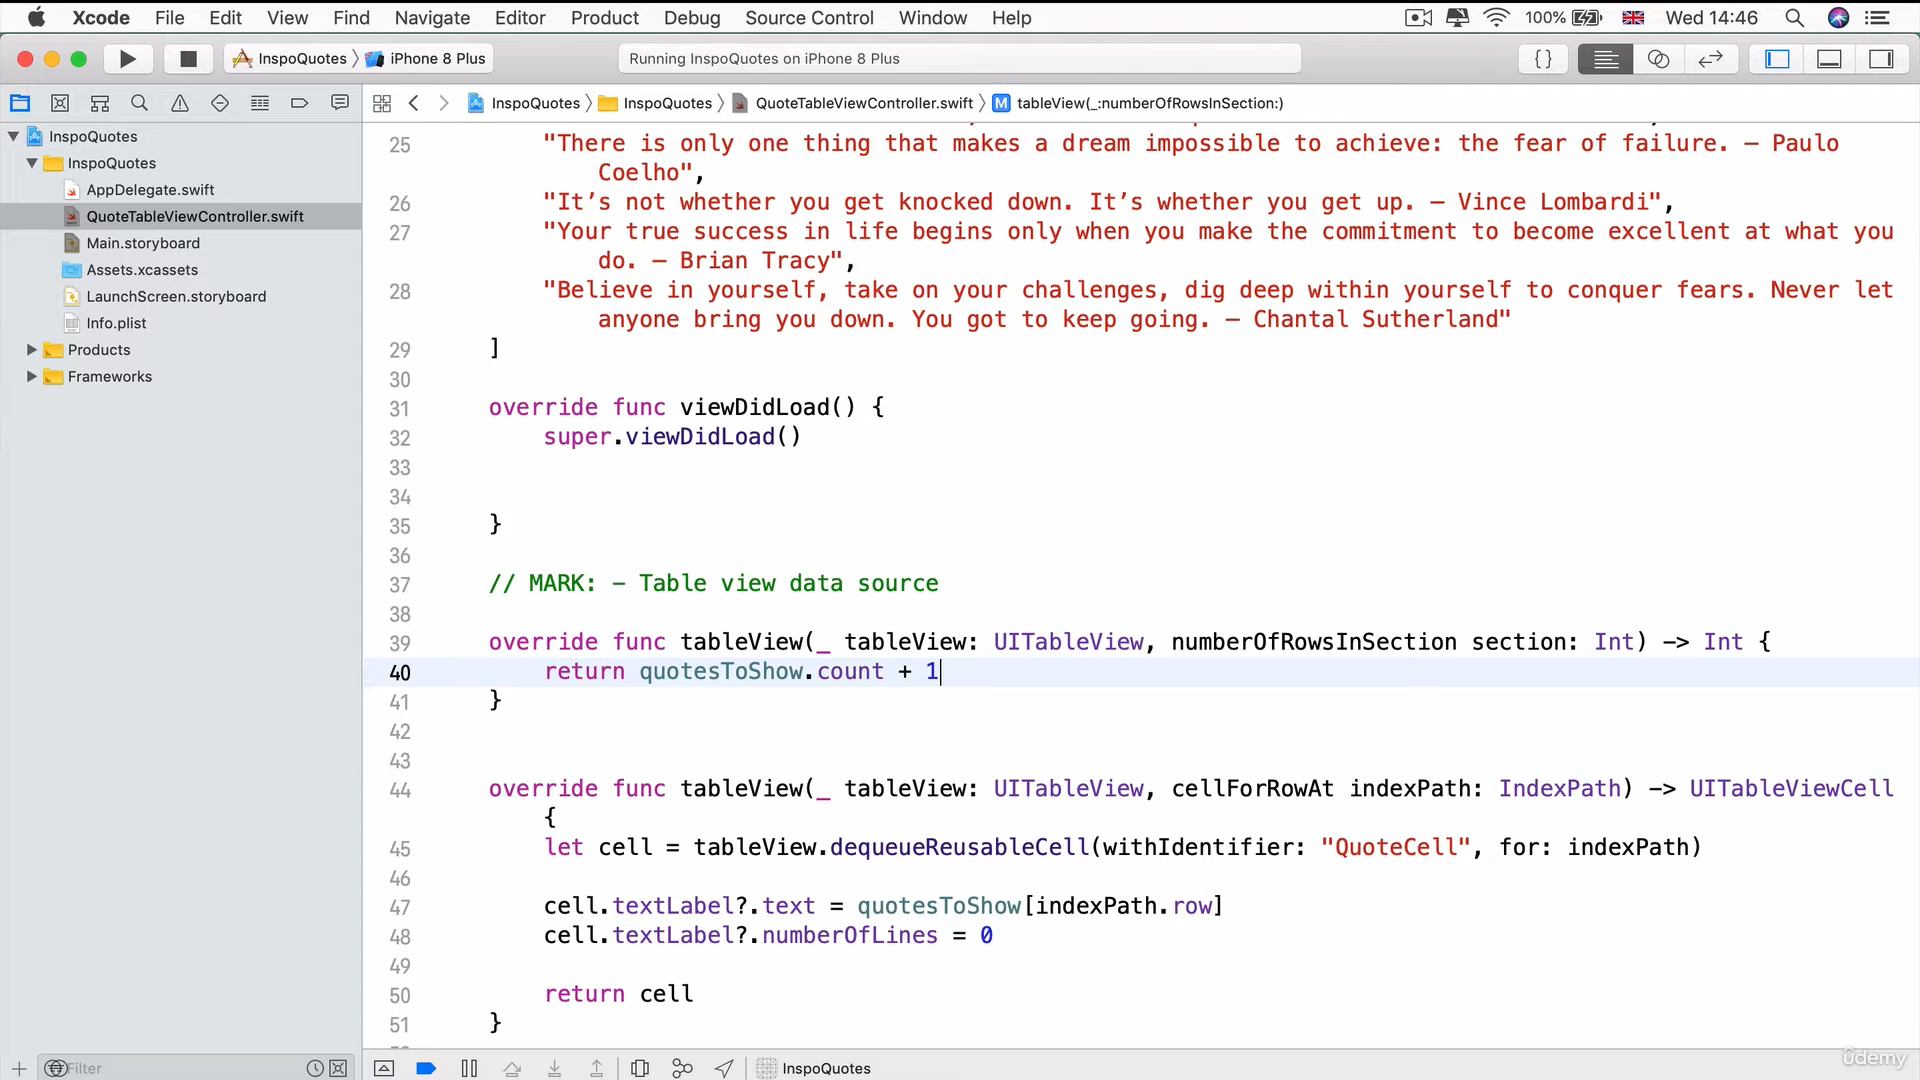 Xcode File Edit View Find Navigate Editor Product Debug Source Control Window Help 100% Wed 14:46
InspoQuotes iPhone 8 Plus Running InspoQuotes on iPhone 8 Plus {}
InspoQuotes InspoQuotes QuoteTableViewController.swift M tableView(_:numberOfRowsInSection:)
InspoQuotes
InspoQuotes
AppDelegate.swift
QuoteTableViewController.swift
Main.storyboard
Assets.xcassets
LaunchScreen.storyboard
Info.plist
Products
Frameworks
25 "There is only one thing that makes a dream impossible to achieve: the fear of failure. — Paulo
Coelho",
26 "It’s not whether you get knocked down. It’s whether you get up. — Vince Lombardi",
27 "Your true success in life begins only when you make the commitment to become excellent at what you
do. — Brian Tracy",
28 "Believe in yourself, take on your challenges, dig deep within yourself to conquer fears. Never let
anyone bring you down. You got to keep going. — Chantal Sutherland"
29 ]
30
31 override func viewDidLoad() {
32 super.viewDidLoad()
33
34
35 }
36
37 // MARK: - Table view data source
38
39 override func tableView(_ tableView: UITableView, numberOfRowsInSection section: Int) -> Int {
40 return quotesToShow.count + 1
41 }
42
43
44 override func tableView(_ tableView: UITableView, cellForRowAt indexPath: IndexPath) -> UITableViewCell
{
45 let cell = tableView.dequeueReusableCell(withIdentifier: "QuoteCell", for: indexPath)
46
47 cell.textLabel?.text = quotesToShow[indexPath.row]
48 cell.textLabel?.numberOfLines = 0
49
50 return cell
51 }
Filter
InspoQuotes
ûdemy